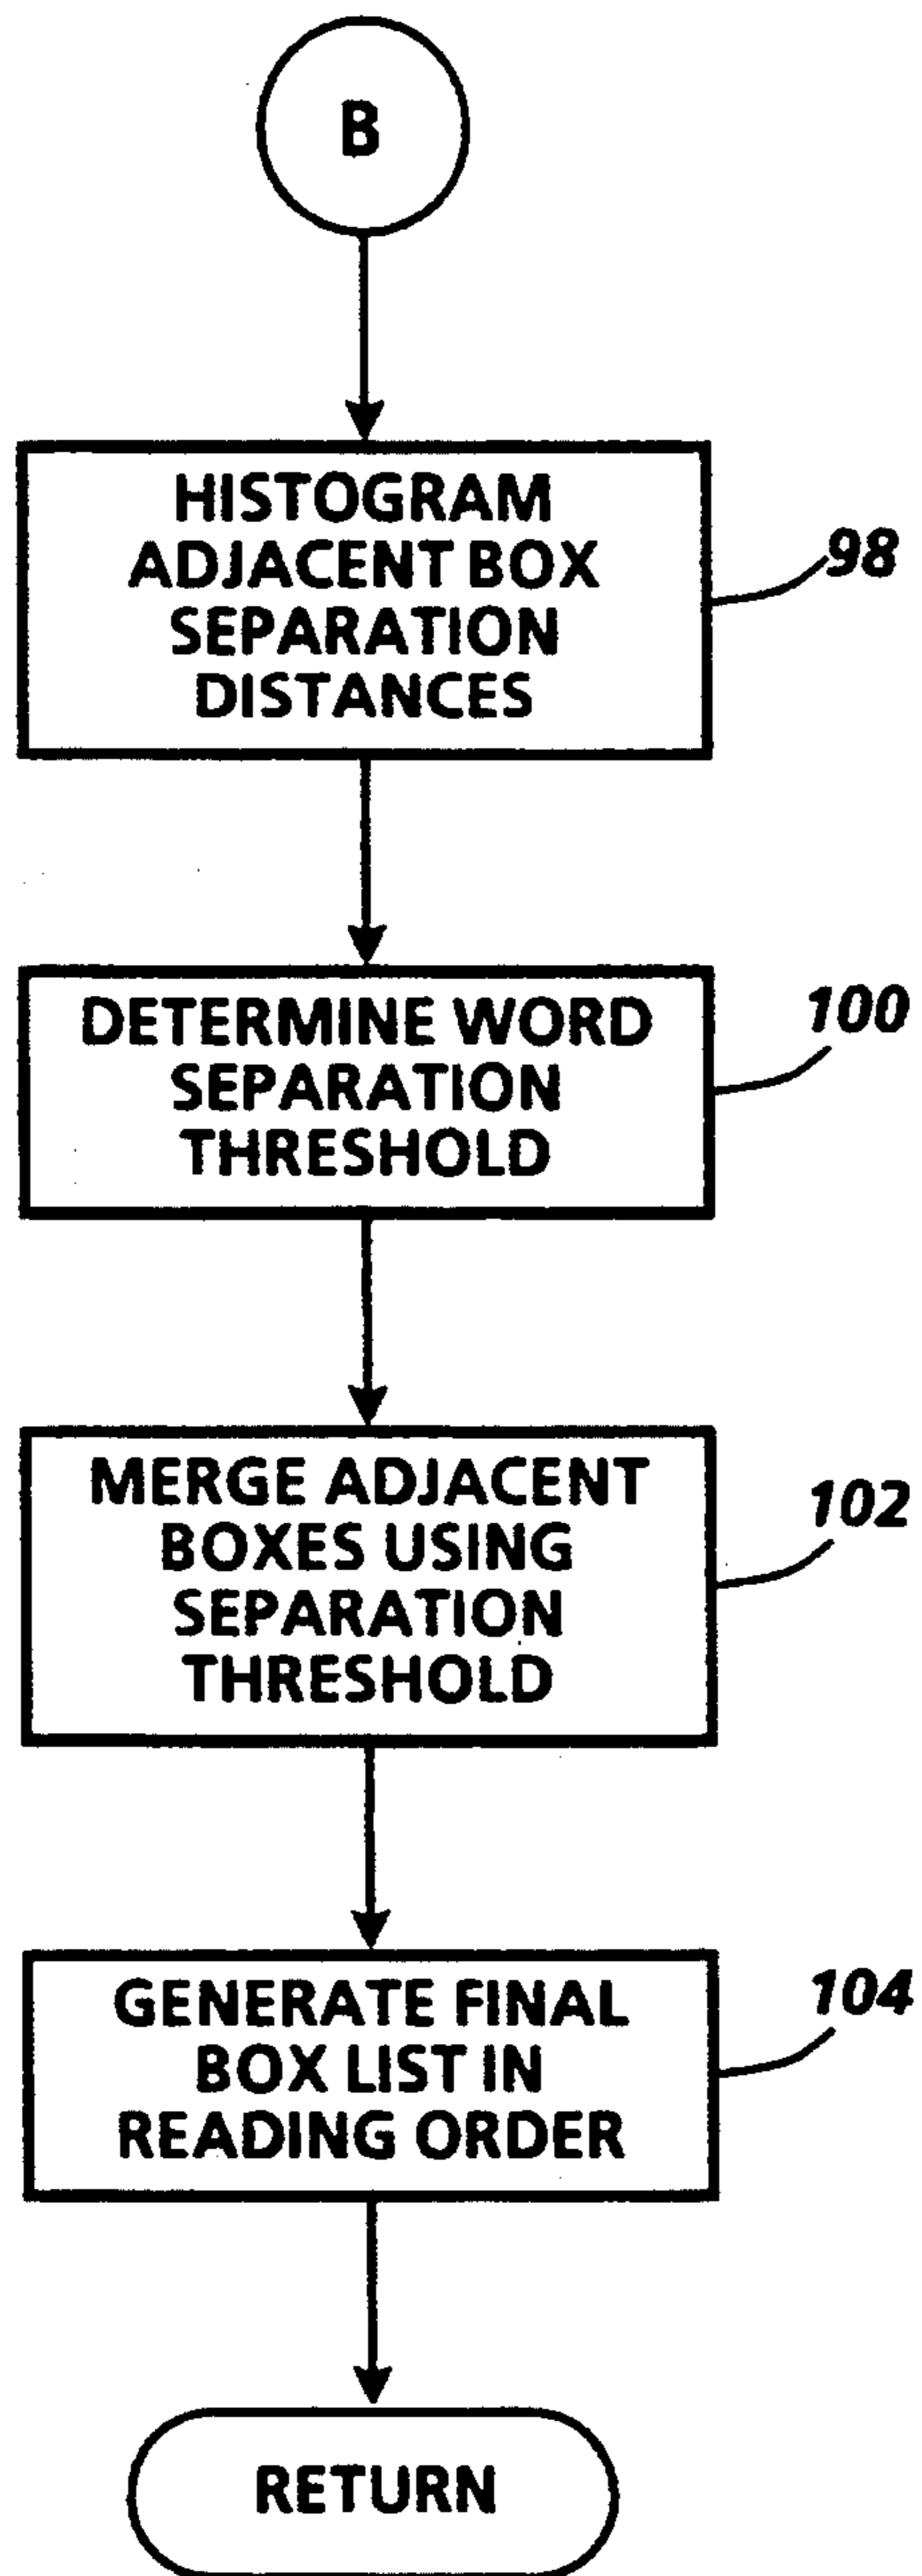 B
HISTOGRAM
ADJACENT BOX
SEPARATION
DISTANCES
98
DETERMINE WORD
SEPARATION
THRESHOLD
100
MERGE ADJACENT
BOXES USING
SEPARATION
THRESHOLD
102
GENERATE FINAL
BOX LIST IN
READING ORDER
104
RETURN